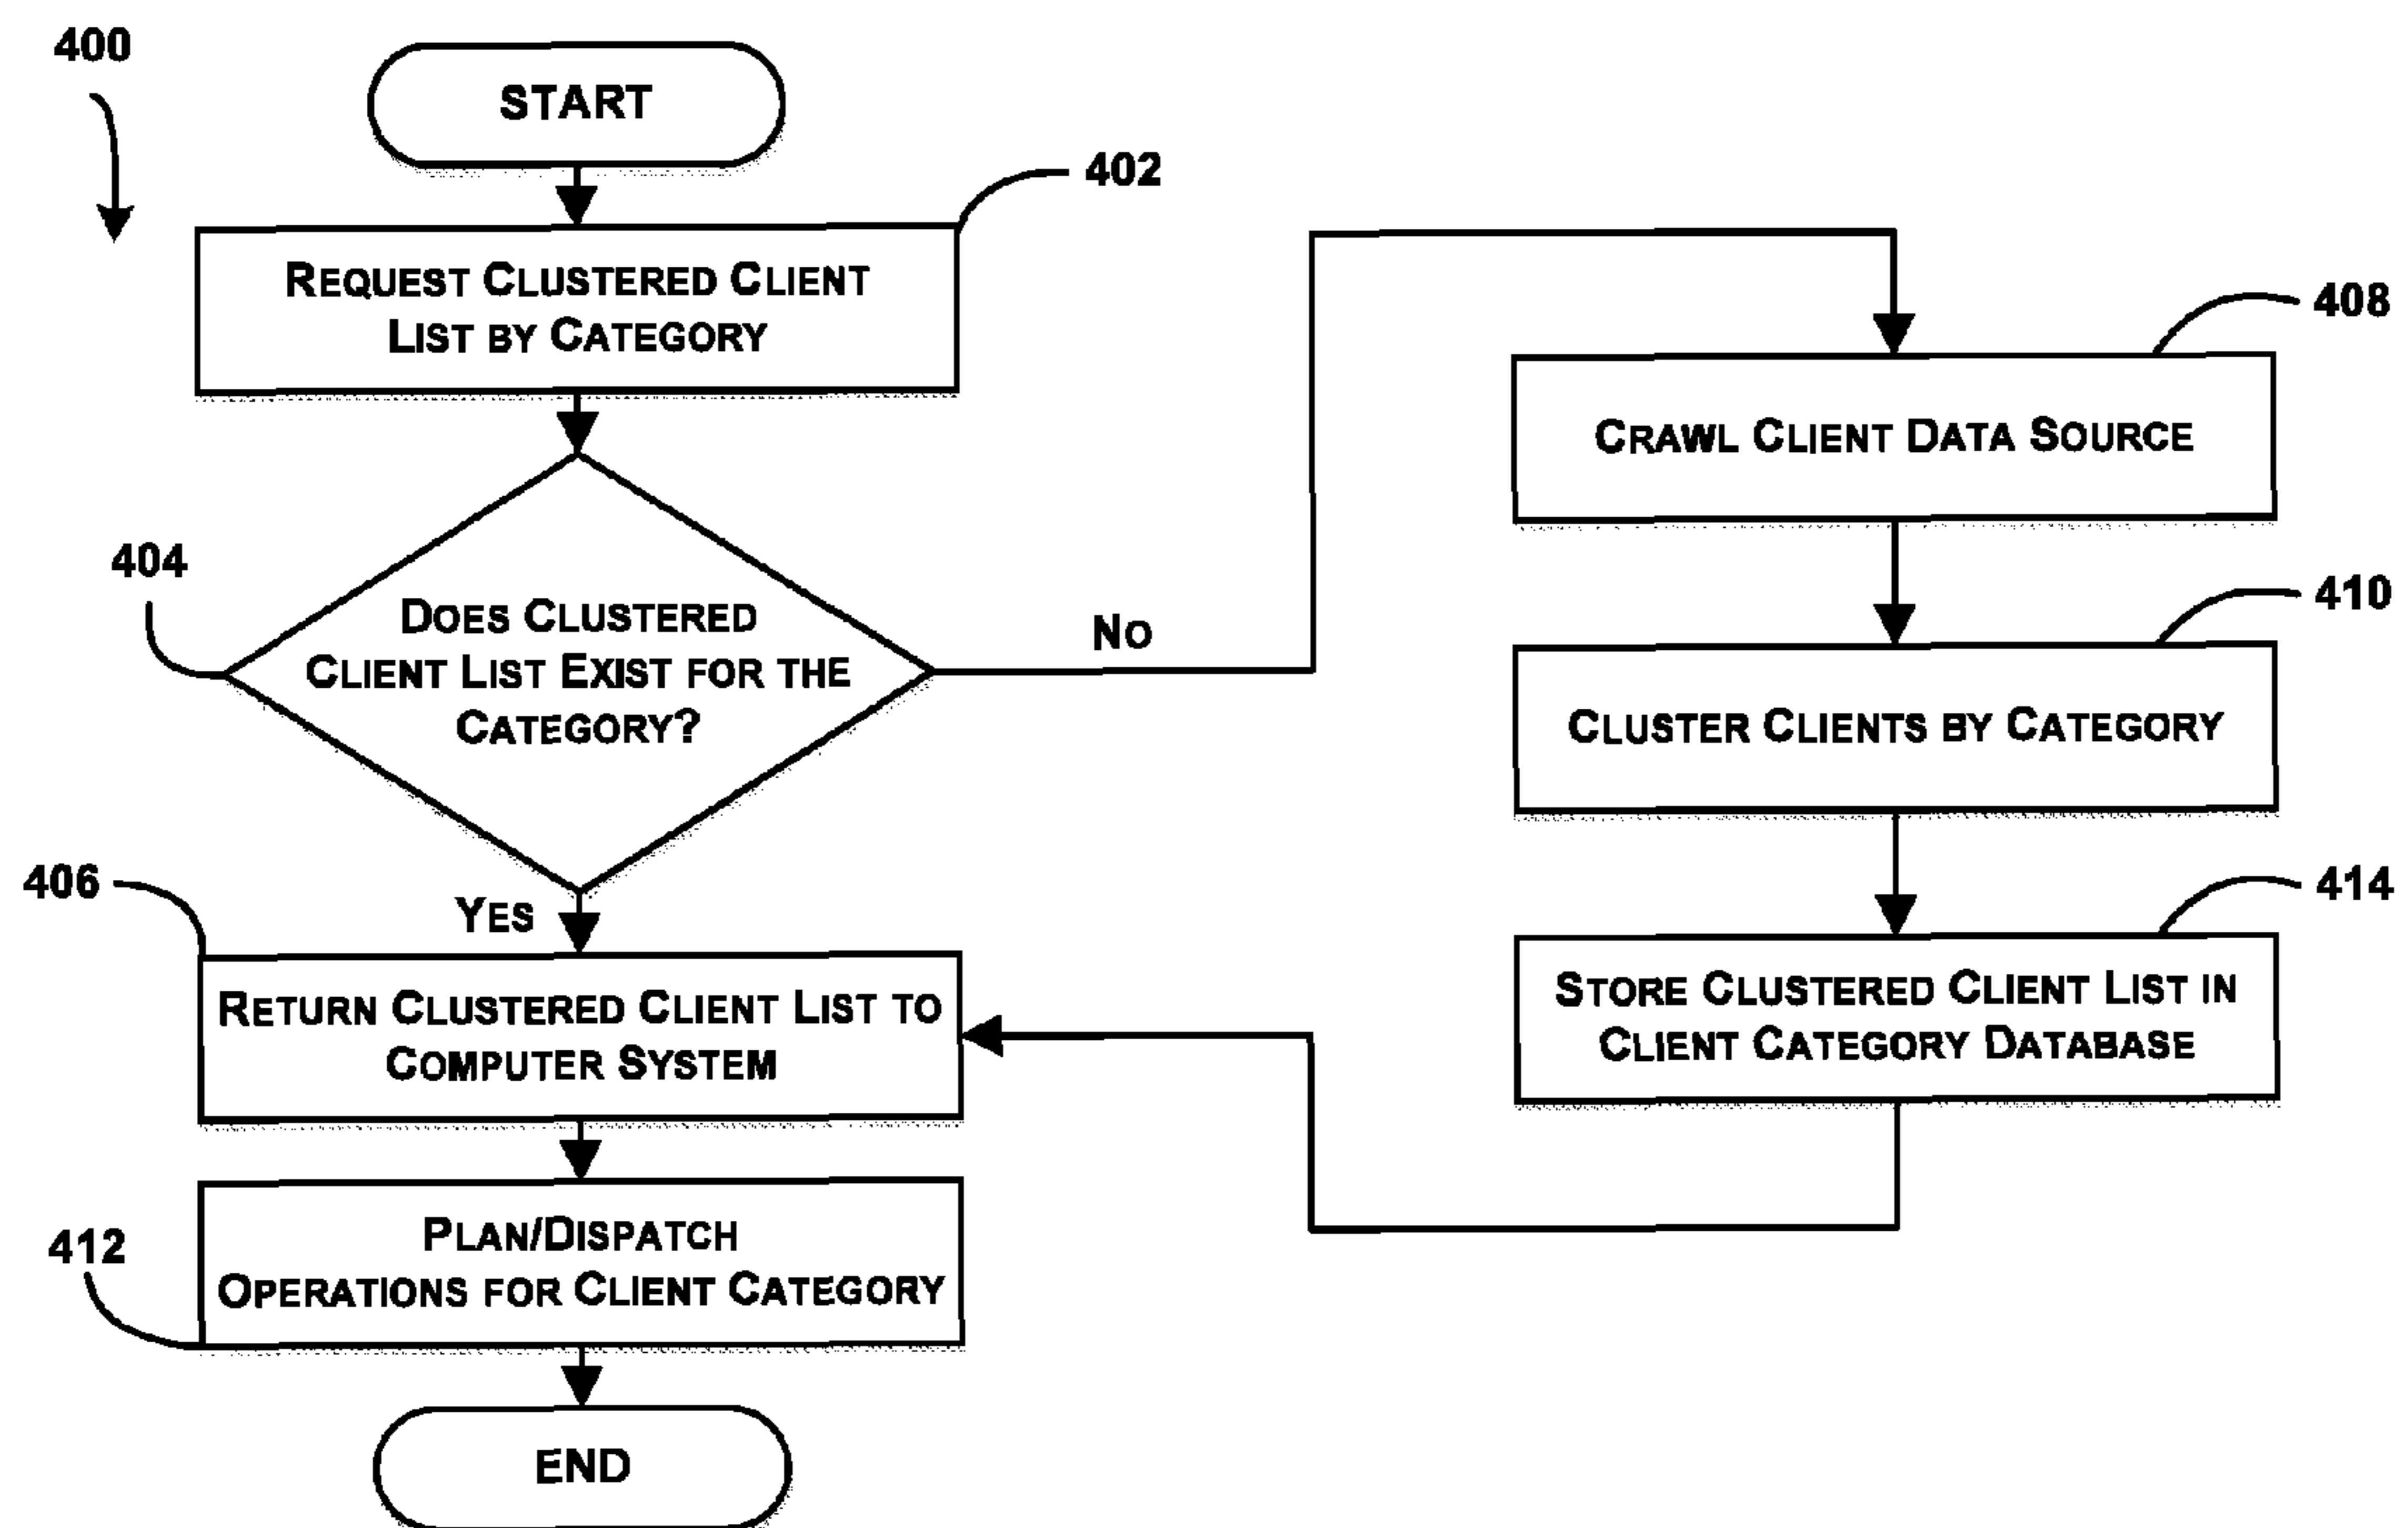 400
START
402
REQUEST CLUSTERED CLIENT
LIST BY CATEGORY
404
DOES CLUSTERED
CLIENT LIST EXIST FOR THE
CATEGORY?
NO
YES
406
RETURN CLUSTERED CLIENT LIST TO
COMPUTER SYSTEM
412
PLAN/DISPATCH
OPERATIONS FOR CLIENT CATEGORY
END
408
CRAWL CLIENT DATA SOURCE
410
CLUSTER CLIENTS BY CATEGORY
414
STORE CLUSTERED CLIENT LIST IN
CLIENT CATEGORY DATABASE